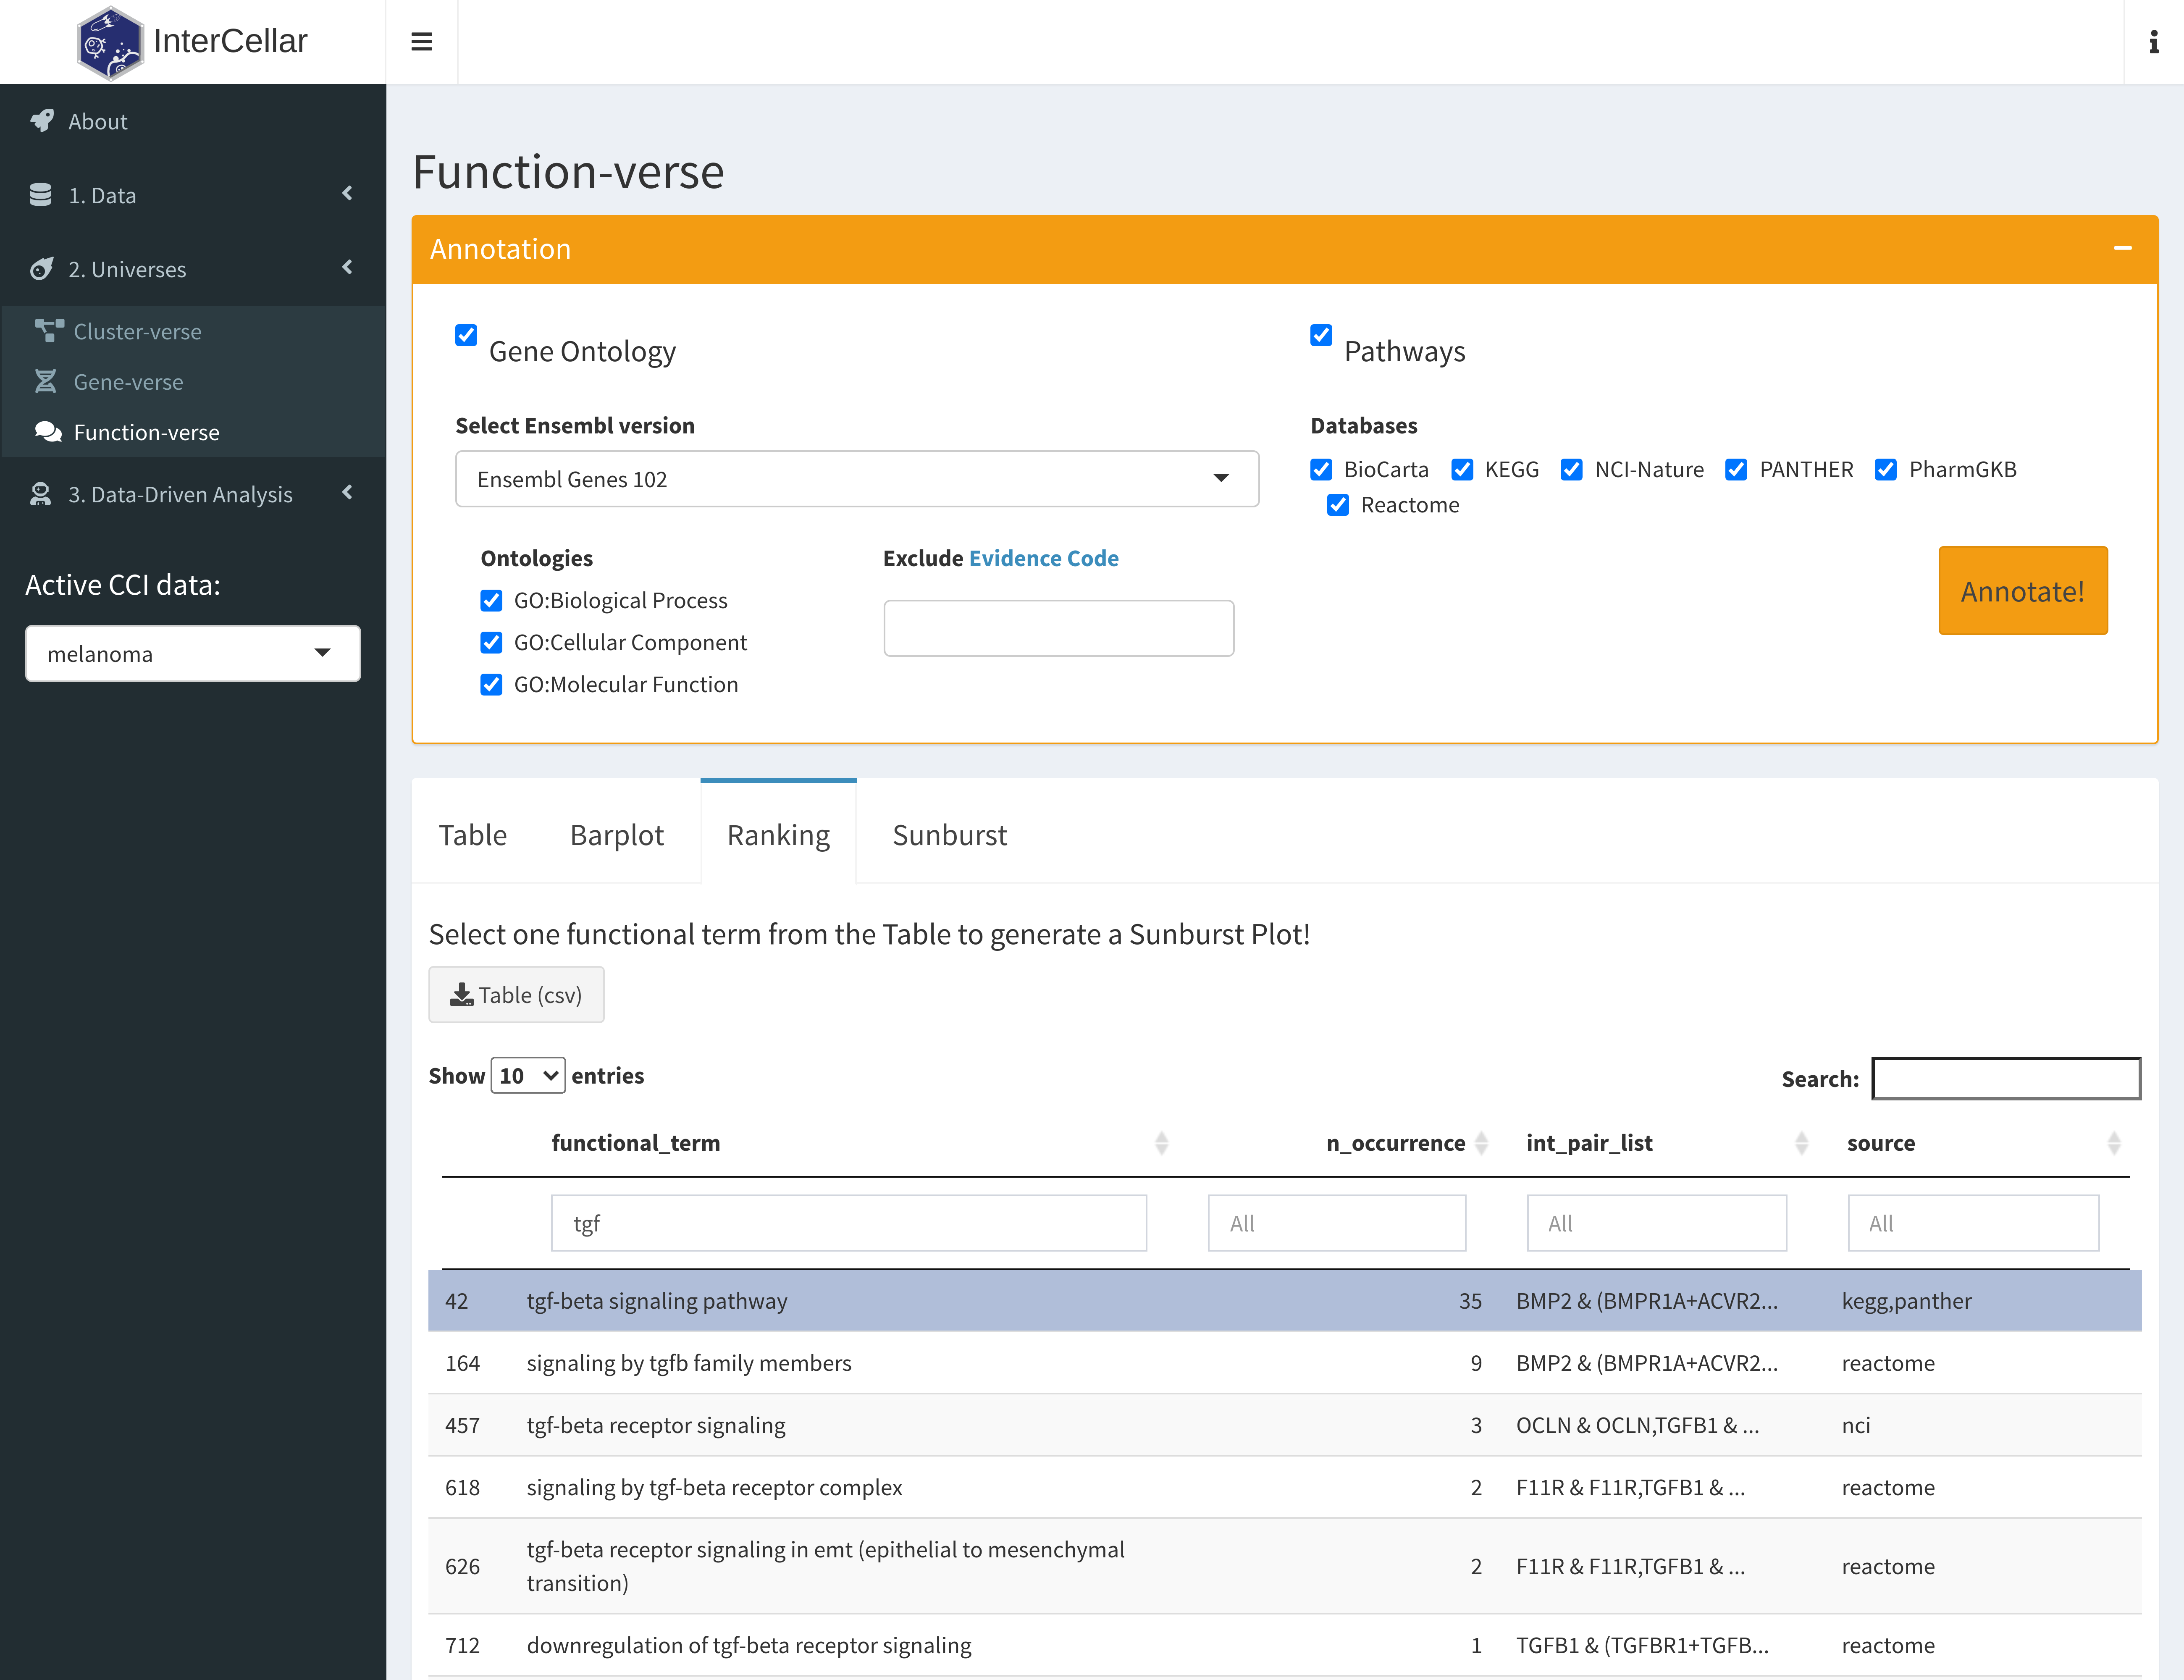 InterCellar
About
1. Data
2. Universes
Cluster-verse
Gene-verse
Function-verse
3. Data-Driven Analysis
Active CCI data:
melanoma
Function-verse
Annotation
Gene Ontology
Pathways
Select Ensembl version
Ensembl Genes 102
Databases
BioCarta KEGG NCI-Nature PANTHER PharmGKB
Reactome
Ontologies
GO:Biological Process
GO:Cellular Component
GO:Molecular Function
Exclude Evidence Code
Annotate!
Table Barplot Ranking Sunburst
Select one functional term from the Table to generate a Sunburst Plot!
Table (csv)
Show 10 entries
Search:
functional_term n_occurrence int_pair_list source
tgf All All All
42 tgf-beta signaling pathway 35 BMP2 & (BMPR1A+ACVR2... kegg,panther
164 signaling by tgfb family members 9 BMP2 & (BMPR1A+ACVR2... reactome
457 tgf-beta receptor signaling 3 OCLN & OCLN,TGFB1 & ... nci
618 signaling by tgf-beta receptor complex 2 F11R & F11R,TGFB1 & ... reactome
626 tgf-beta receptor signaling in emt (epithelial to mesenchymal
transition) 2 F11R & F11R,TGFB1 & ... reactome
712 downregulation of tgf-beta receptor signaling 1 TGFB1 & (TGFBR1+TGFB... reactome